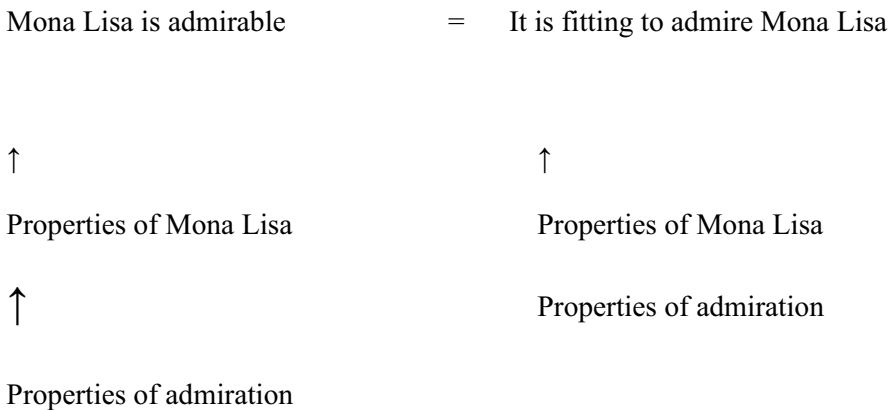 Mona Lisa is admirable = It is fitting to admire Mona Lisa
↑ ↑
Properties of Mona Lisa Properties of Mona Lisa
↑ Properties of admiration
Properties of admiration